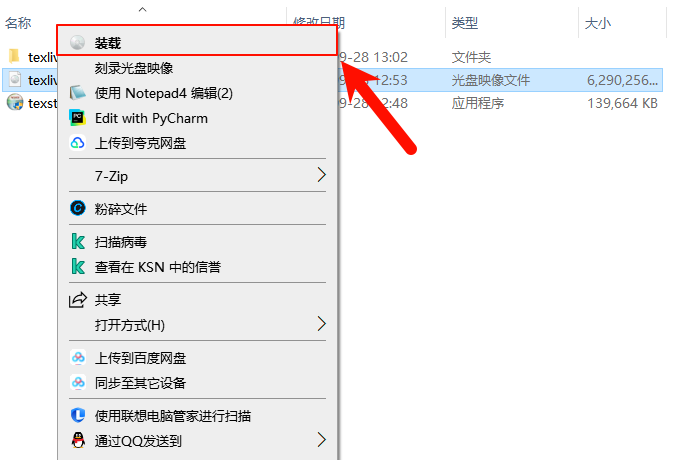 名称 修改日期 类型 大小
texliv 9-28 13:02 文件夹
texliv 12:53 光盘映像文件 6,290,256...
texst 9-28 12:48 应用程序 139,664 KB
装载
刻录光盘映像
使用 Notepad4 编辑(2)
Edit with PyCharm
上传到夸克网盘
7-Zip
粉碎文件
扫描病毒
查看在 KSN 中的信誉
共享
打开方式(H)
上传到百度网盘
同步至其它设备
使用联想电脑管家进行扫描
通过QQ发送到